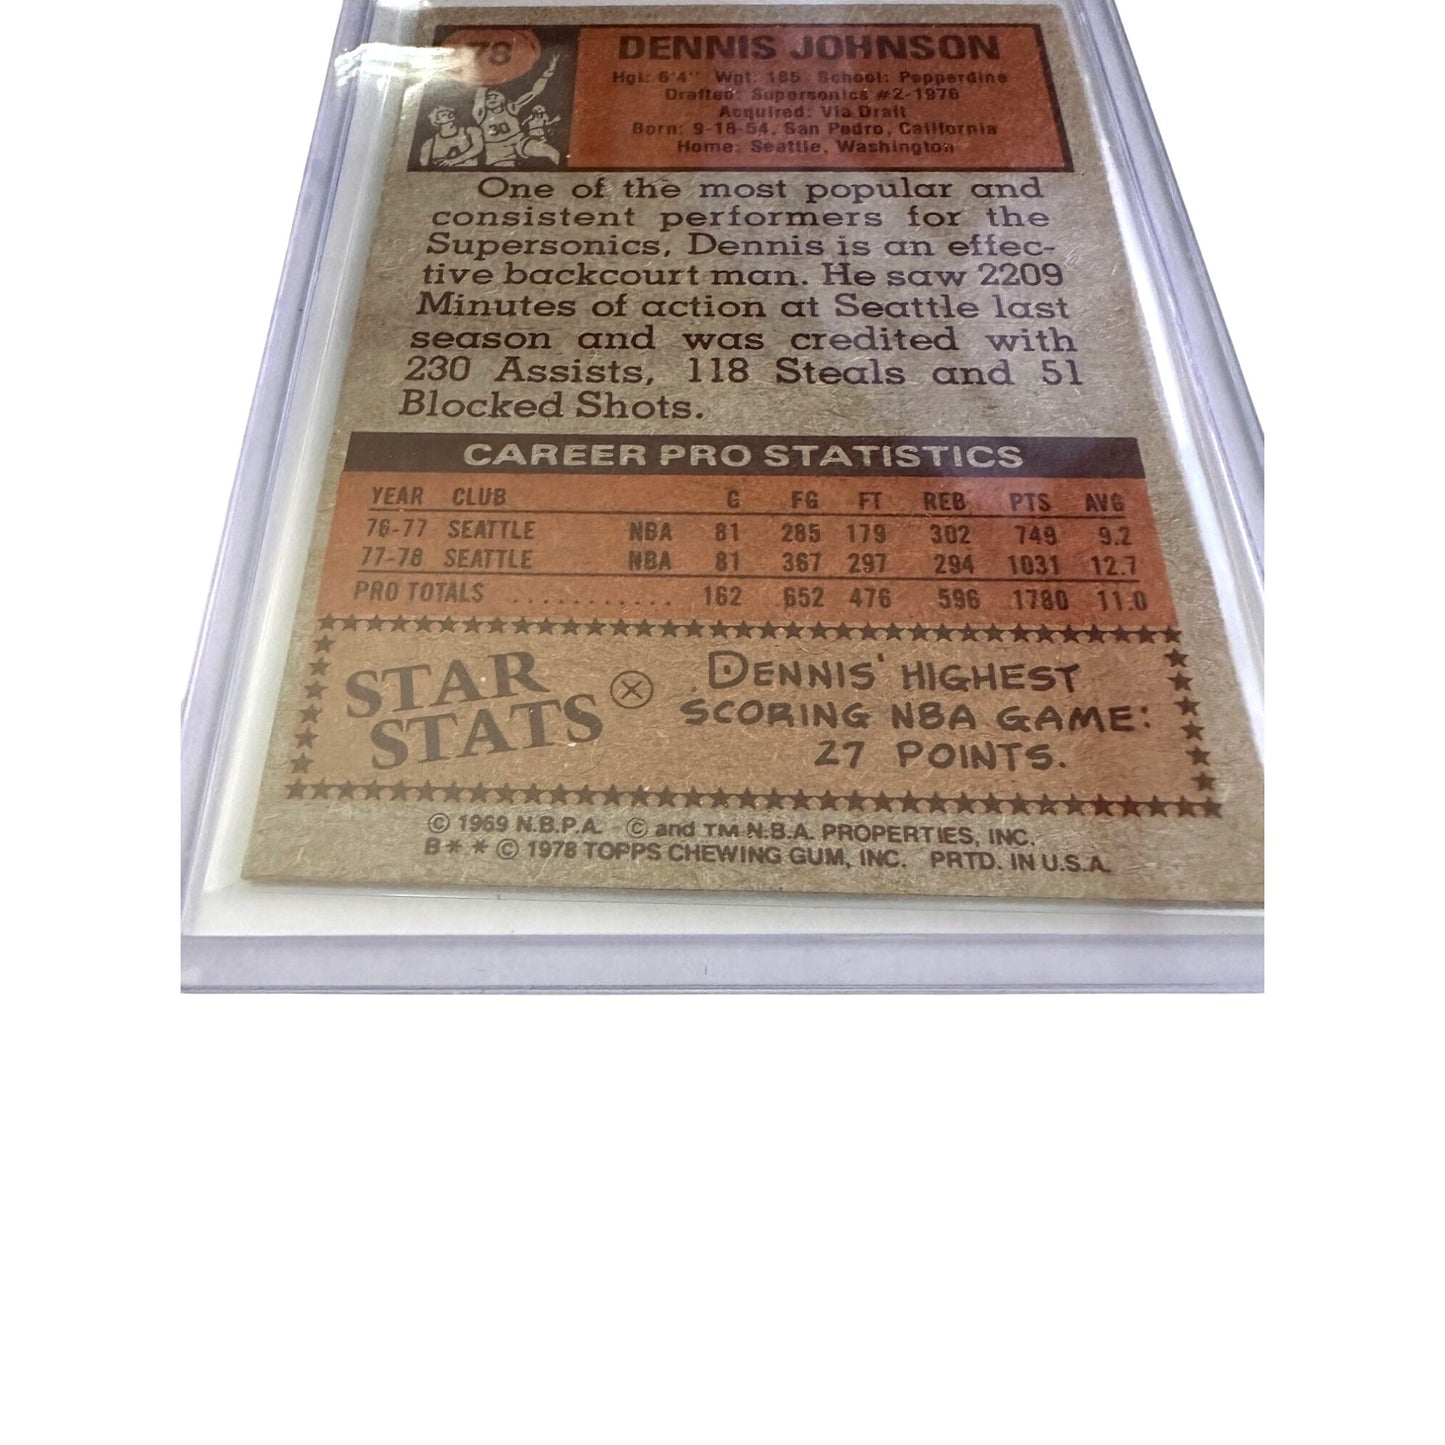 78
DENNIS JOHNSON
Hgt: 6'4" Wgt: 185 School: Pepperdine
Drafted: Supersonics #2-1976
Acquired: Via Draft
Born: 9-18-54, San Pedro, California
Home: Seattle, Washington
30
One of the most popular and
consistent performers for the
Supersonics, Dennis is an effec-
tive backcourt man. He saw 2209
Minutes of action at Seattle last
season and was credited with
230 Assists, 118 Steals and 51
Blocked Shots.
CAREER PRO STATISTICS
YEAR CLUB G FG FT REB PTS AVG
76-77 SEATTLE NBA 81 285 179 302 749 9.2
77-78 SEATTLE NBA 81 367 297 294 1031 12.7
PRO TOTALS ............ 162 652 476 596 1780 11.0
STAR
STATS
DENNIS' HIGHEST
SCORING NBA GAME:
27 POINTS.
© 1969 N.B.P.A. © and TM N.B.A. PROPERTIES, INC.
B * * © 1978 TOPPS CHEWING GUM, INC. PRTD. IN U.S.A.